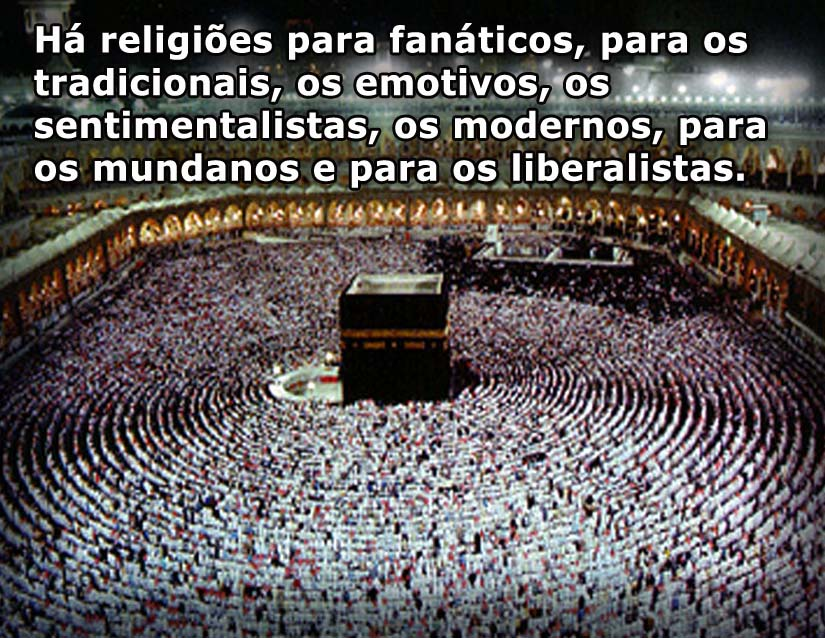 Há religiões para fanáticos, para os
tradicionais, os emotivos, os
sentimentalistas, os modernos, para
os mundanos e para os liberalistas.